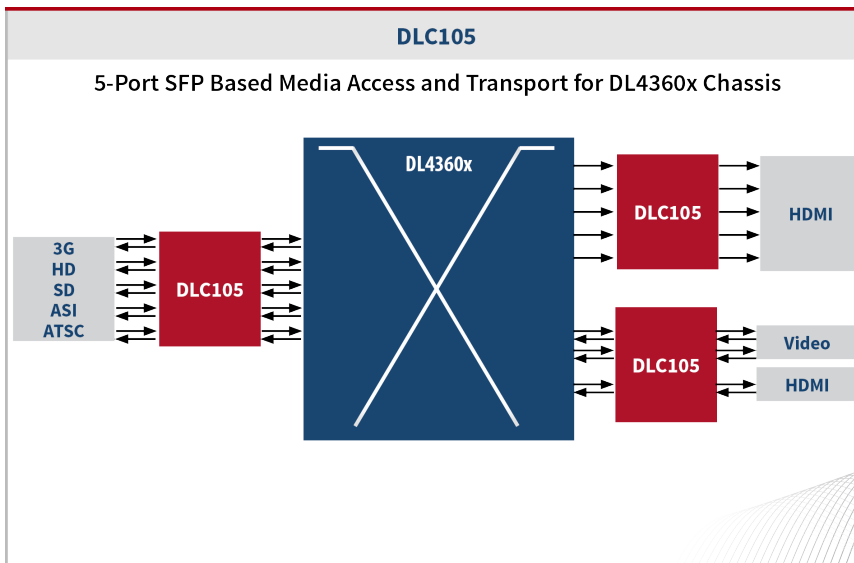 DLC105
5-Port SFP Based Media Access and Transport for DL4360x Chassis
DL4360x
3G
HD
SD
ASI
ATSC
DLC105
DLC105
HDMI
DLC105
Video
HDMI